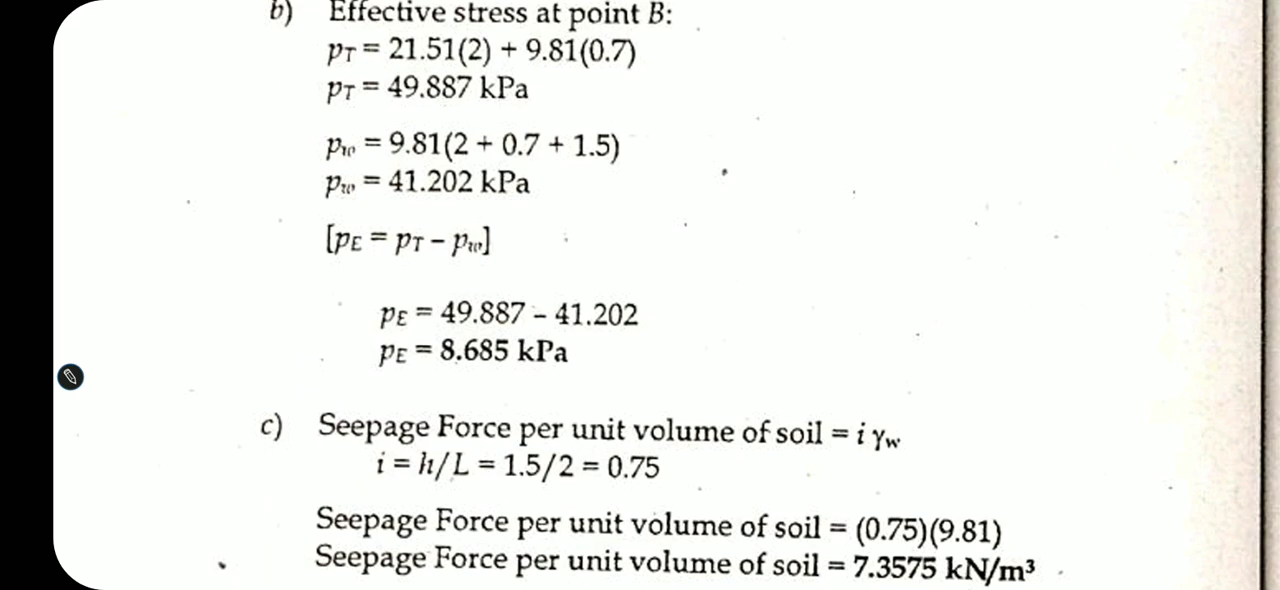 b) Effective stress at point B:
pT = 21.51(2) + 9.81(0.7)
pT = 49.887 kPa
pw = 9.81(2 + 0.7 + 1.5)
pw = 41.202 kPa
[pE = pT – pw]
pE = 49.887 – 41.202
pE = 8.685 kPa
c) Seepage Force per unit volume of soil = i γw
i = h/L = 1.5/2 = 0.75
Seepage Force per unit volume of soil = (0.75)(9.81)
Seepage Force per unit volume of soil = 7.3575 kN/m³